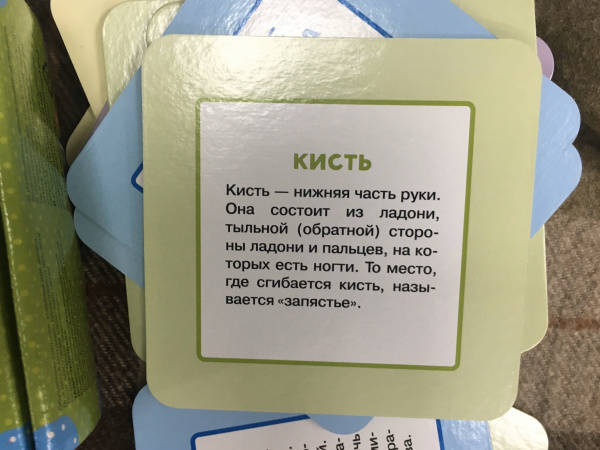 КИСТЬ
Кисть — нижняя часть руки.
Она состоит из ладони,
тыльной (обратной) сторо-
ны ладони и пальцев, на ко-
торых есть ногти. То место,
где сгибается кисть, назы-
вается «запястье».